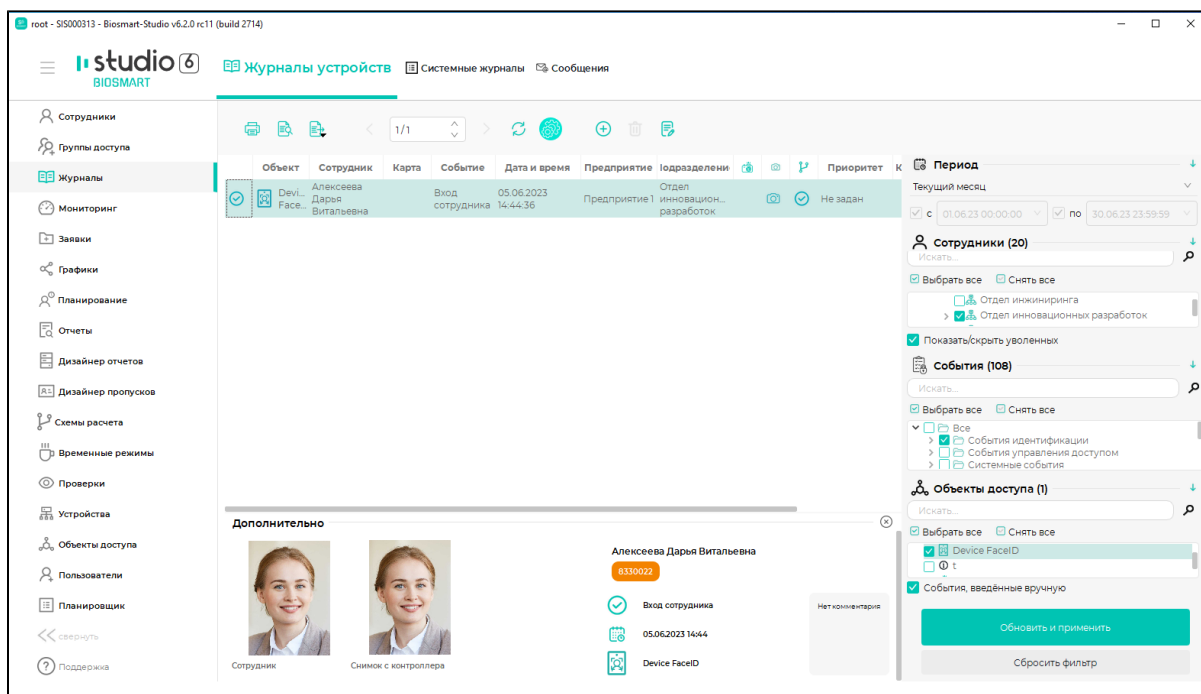 root - SIS000313 - Biosmart-Studio v6.2.0 rc11 (build 2714)
studio 6
BIOSMART
Журналы устройств
Системные журналы
Сообщения
Сотрудники
Группы доступа
Журналы
Мониторинг
Заявки
Графики
Планирование
Отчеты
Дизайнер отчетов
Дизайнер пропусков
Схемы расчета
Временные режимы
Проверки
Устройства
Объекты доступа
Пользователи
Планировщик
свернуть
Поддержка
1/1
Объект Сотрудник Карта Событие Дата и время Предприятие Подразделени Приоритет К
Devi... Face...
Алексеева Дарья Витальевна
Вход сотрудника
05.06.2023 14:44:36
Предприятие 1
Отдел инновацион... разработок
Не задан
Дополнительно
Сотрудник
Снимок с контроллера
Алексеева Дарья Витальевна
8330022
Вход сотрудника
05.06.2023 14:44
Device FaceID
Нет комментария
Период
Текущий месяц
с 01.06.23 00:00:00 по 30.06.23 23:59:59
Сотрудники (20)
Искать...
Выбрать все Снять все
Отдел инжиниринга
Отдел инновационных разработок
Показать/скрыть уволенных
События (108)
Искать...
Выбрать все Снять все
Все
События идентификации
События управления доступом
Системные события
Объекты доступа (1)
Искать...
Выбрать все Снять все
Device FaceID
t
События, введённые вручную
Обновить и применить
Сбросить фильтр